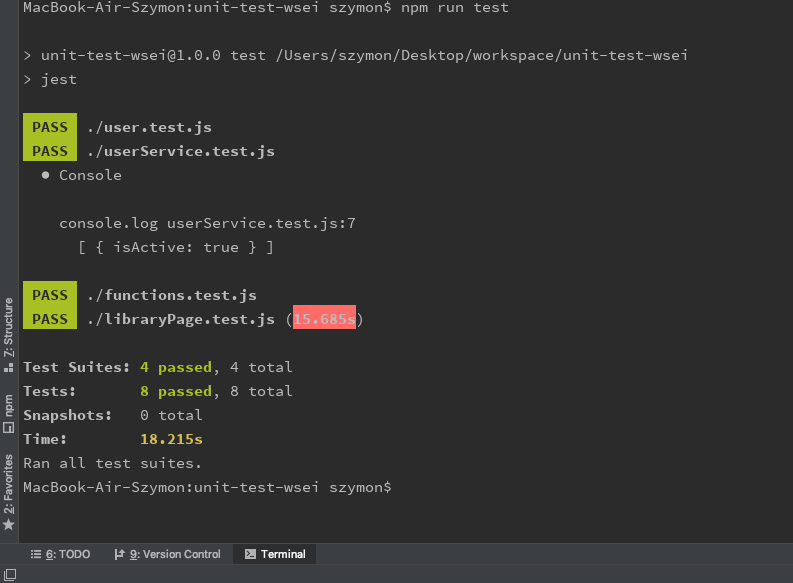 MacBook-Air-Szymon:unit-test-wsei szymon$ npm run test
> unit-test-wsei@1.0.0 test /Users/szymon/Desktop/workspace/unit-test-wsei
> jest
PASS ./user.test.js
PASS ./userService.test.js
● Console
console.log userService.test.js:7
[ { isActive: true } ]
PASS ./functions.test.js
PASS ./libraryPage.test.js (15.685s)
Test Suites: 4 passed, 4 total
Tests: 8 passed, 8 total
Snapshots: 0 total
Time: 18.215s
Ran all test suites.
MacBook-Air-Szymon:unit-test-wsei szymon$
Z: Structure
npm
2: Favorites
6: TODO
9: Version Control
Terminal